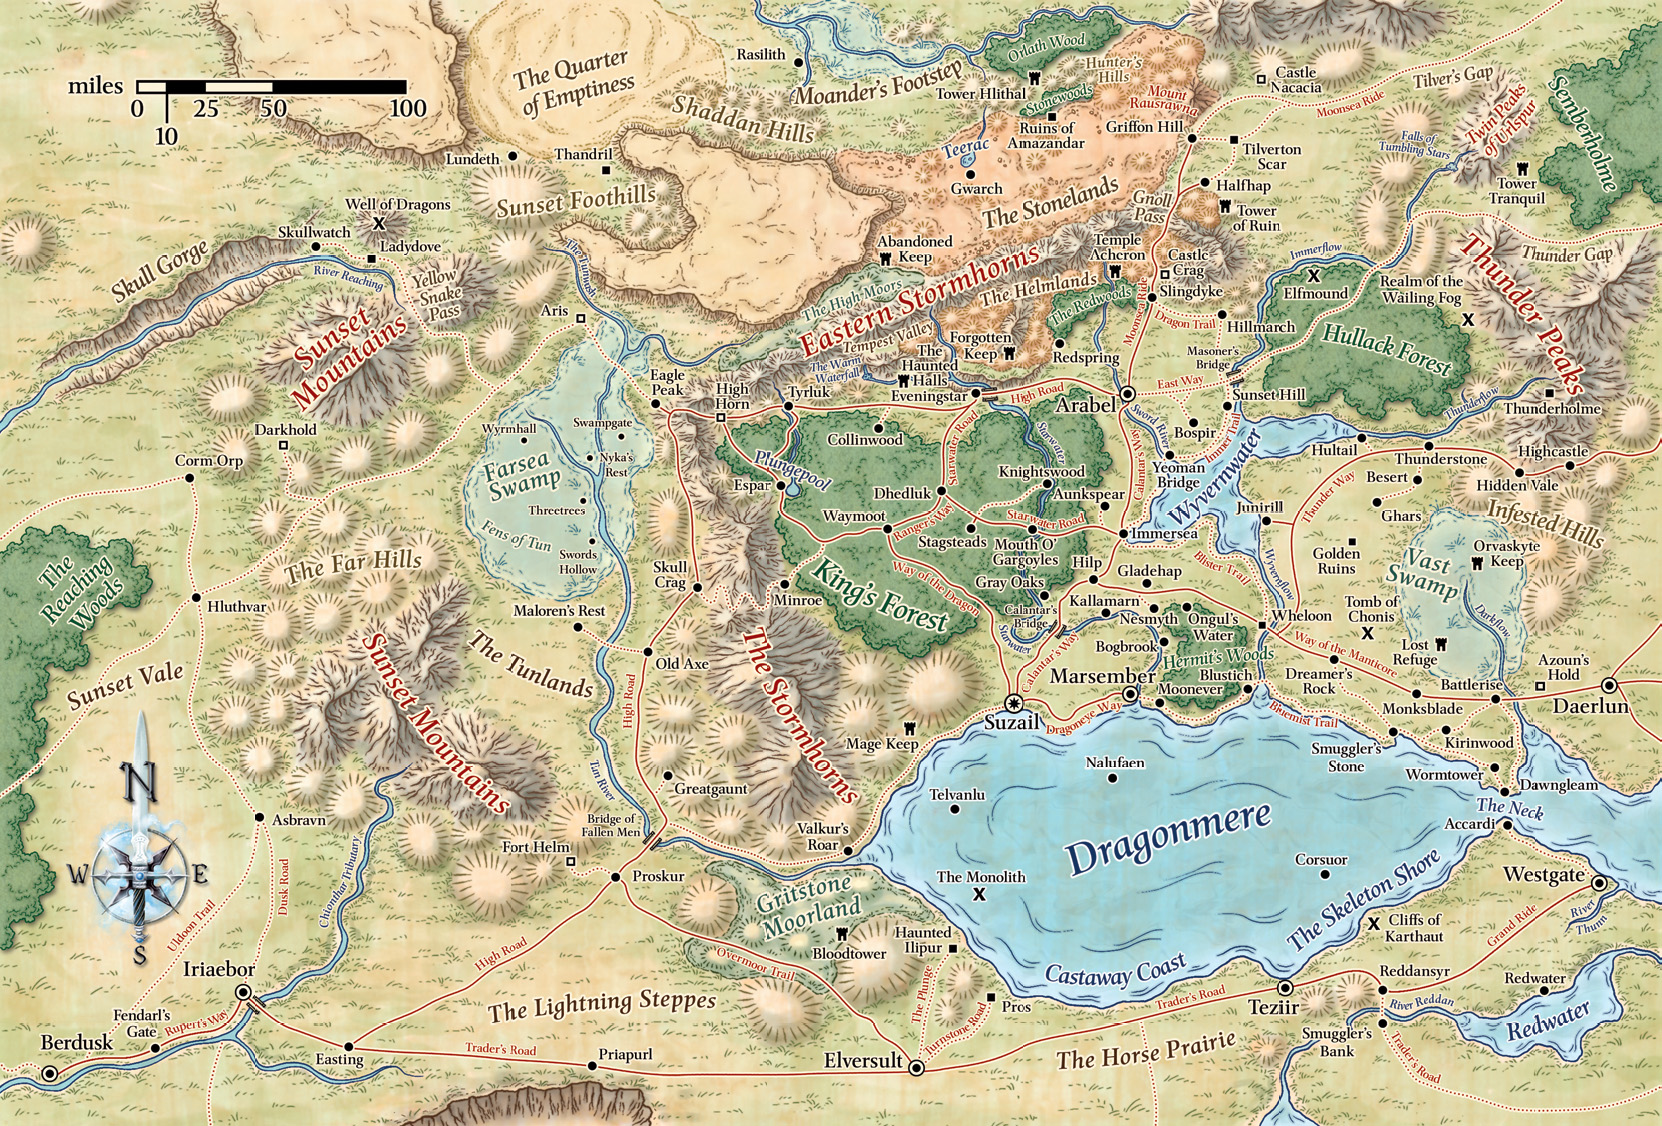 miles
0 25 50 100
10
The Quarter
of Emptiness
Rasilith
Shaddan Hills
Moander's Footstep
Orlath Wood
Hunter's
Hills
Tower Hlithal
Stonewoods
Ruins of
Amazandar
Mount
Rausrawna
Griffon Hill
Castle
Nacacia
Tilver's Gap
Moonsea Ride
Twin Peaks
of Urlspur
Semberholme
Falls of
Tumbling Stars
Tower
Tranquil
Tilverton
Scar
Halfhap
Tower
of Ruin
Teerac
Gwarch
The Stonelands
Gnoll
Pass
Lundeth
Thandril
Sunset Foothills
Well of Dragons
Skullwatch
Ladydove
Skull Gorge
River Reaching
Yellow
Snake
Pass
Sunset
Mountains
The Tumush
Aris
Abandoned
Keep
The High Moors
Eastern Stormhorns
Tempest Valley
The Warin
Waterfall
The Helmlands
Temple
Achcron
Castle
Crag
Slingdyke
The Redwoods
Moonsea Ride
Dragon Trail
Hillmarch
Masoner's
Bridge
Immerflow
Elfmound
Realm of the
Wailing Fog
Thunder Gap
Thunder Peaks
Hullack Forest
Forgotten
Keep
The
Haunted
Halls
Redspring
Eveningstar
High Road
Arabel
East Way
Sunset Hill
Immer Trail
Thunderflow
Thunderholme
Eagle
Peak
High
Horn
Tyrluk
Collinwood
Starwater Road
Starwater
Sword River
Bospir
Yeoman
Bridge
Calantar's Way
Wyvernwater
Hultail
Thunderstone
Highcastle
Hidden Vale
Besert
Ghars
Thunder Way
Infested Hills
Darkhold
Corm Orp
Wyrmhall
Swampgate
Nyka's
Rest
Farsea
Swamp
Threetrees
Fens of Tun
Swords
Hollow
Plungepool
Espar
Dhedluk
Knightswood
Aunkspear
Waymoot
Ranger's Way
Stagsteads
Starwater Road
Mouth O'
Gargoyles
Immersea
Junirill
Golden
Ruins
Vast
Swamp
Orvaskyte
Keep
Darkflow
The
Reaching
Woods
Hluthvar
The Far Hills
Skull
Crag
Minroe
King's Forest
Way of the Dragon
Gray Oaks
Hilp
Gladehap
Blister Trail
Wyvernflow
Calantar's
Bridge
Kallamarn
Nesmyth
Ongul's
Water
Wheloon
Tomb of
Chonis
Lost
Refuge
Maloren's Rest
The Tunlands
Old Axe
Sunset Vale
Sunset Mountains
The Stormhorns
Starwater
Calantar's Way
Bogbrook
Hermit's Woods
Way of the Manticore
Dreamer's
Rock
Azoun's
Hold
Battlerise
Daerlun
Marsember
Moonever
Blustich
Suzail
Dragoneye Way
Bluemist Trail
Monksblade
Mage Keep
Smuggler's
Stone
Kirinwood
High Road
N
W E
S
Tun River
Greatgaunt
Nalufaen
Telvanlu
Wormtower
Dawngleam
The Neck
Accardi
Asbravn
Bridge of
Fallen Men
Fort Helm
Valkur's
Roar
Dragonmere
Corsuor
Westgate
Dusk Road
Chionthar Tributary
Proskur
The Monolith
The Skeleton Shore
Cliffs of
Karthaut
Grand Ride
River
Thunn
Uldoon Trail
Gritstone
Moorland
Bloodtower
Haunted
Ilipur
Overmoor Trail
High Road
Iriaebor
The Lightning Steppes
Castaway Coast
Reddansyr
Redwater
Fendarl's
Gate
Rupert's Way
The Plunge
Pros
Turnstone Road
Trader's Road
Teziir
River Reddan
Smuggler's
Bank
Redwater
Berdusk
Easting
Trader's Road
Priapurl
Elversult
The Horse Prairie
Trader's Road